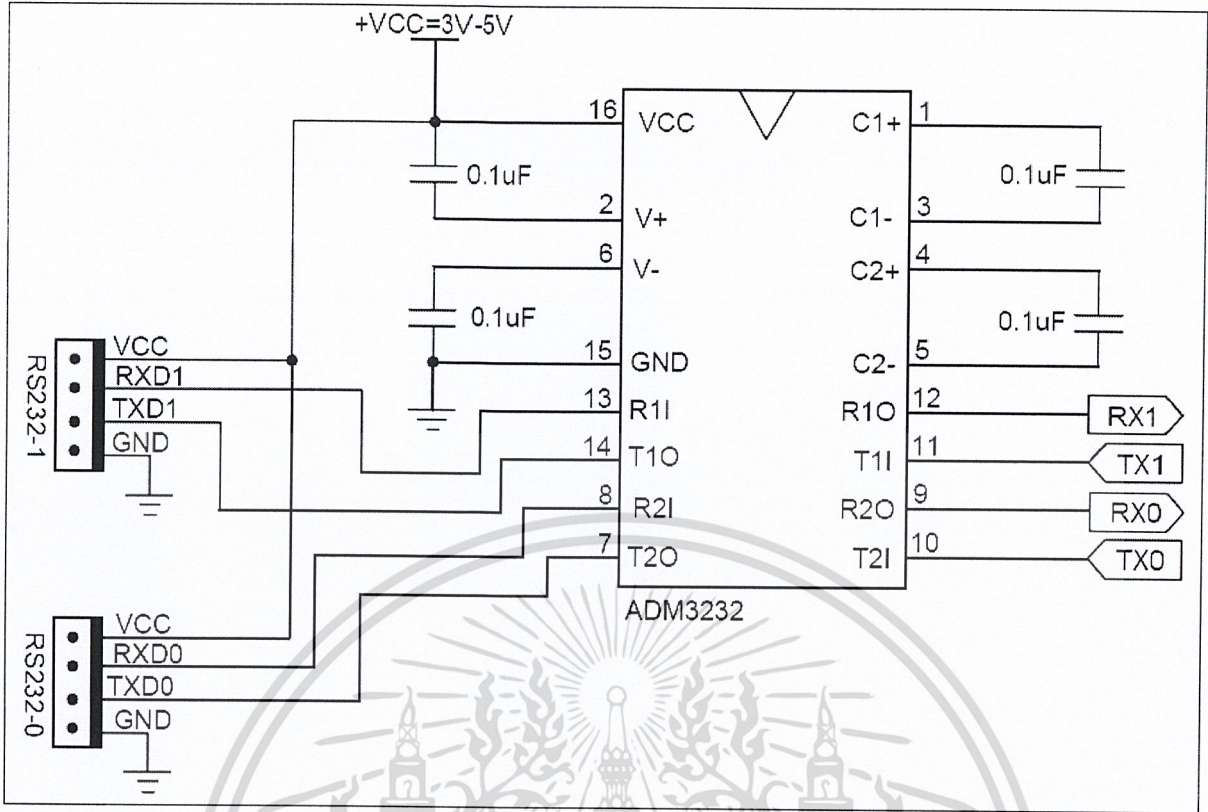 +VCC=3V-5V
16 VCC C1+ 1
0.1uF 0.1uF
2 V+ C1- 3
6 V- C2+ 4
0.1uF 0.1uF
15 GND C2- 5
13 R1I R1O 12 RX1
14 T1O T1I 11 TX1
8 R2I R2O 9 RX0
7 T2O T2I 10 TX0
ADM3232
RS232-1
VCC
RXD1
TXD1
GND
RS232-0
VCC
RXD0
TXD0
GND